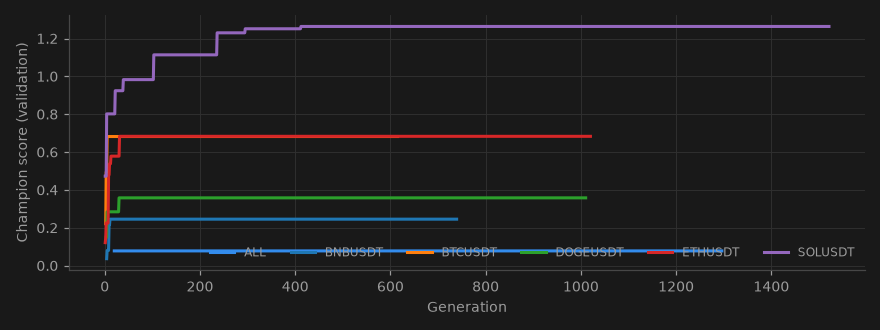 Champion score (validation)
1.2
1.0
0.8
0.6
0.4
0.2
0.0
ALL BNBUSDT BTCUSDT DOGEUSDT ETHUSDT SOLUSDT
0 200 400 600 800 1000 1200 1400
Generation